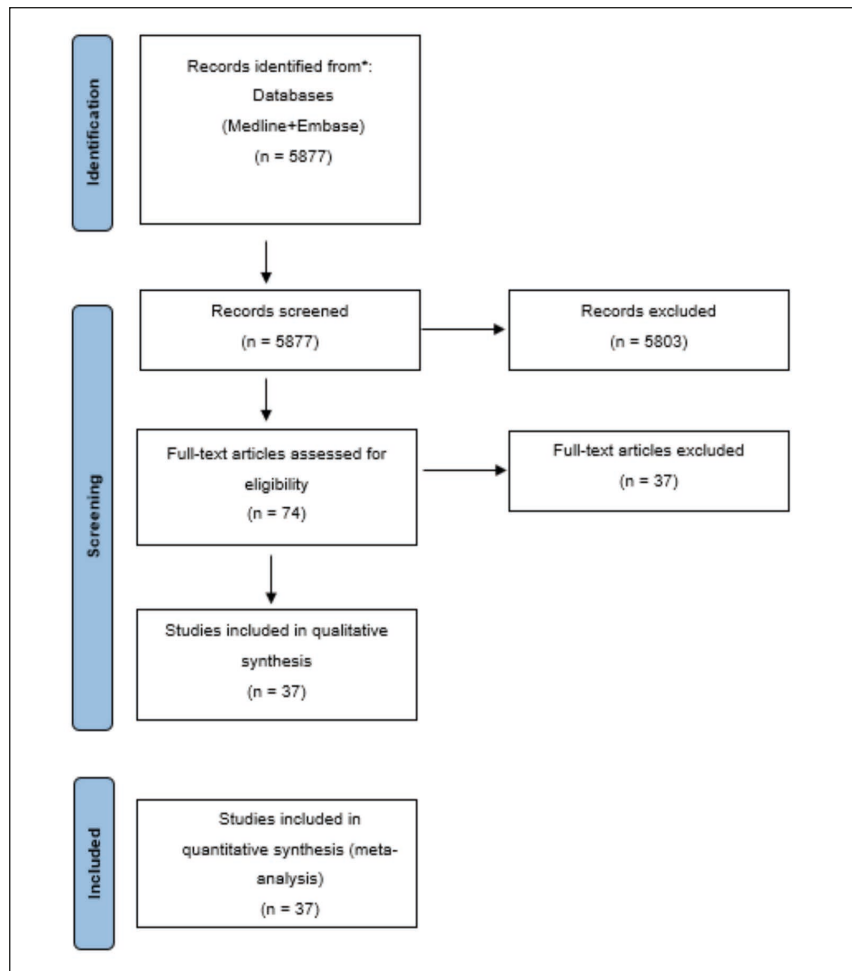 Identification
Records identified from*:
Databases
(Medline+Embase)
(n = 5877)
Screening
Records screened
(n = 5877)
Records excluded
(n = 5803)
Full-text articles assessed for
eligibility
(n = 74)
Full-text articles excluded
(n = 37)
Studies included in qualitative
synthesis
(n = 37)
Included
Studies included in
quantitative synthesis (meta-
analysis)
(n = 37)